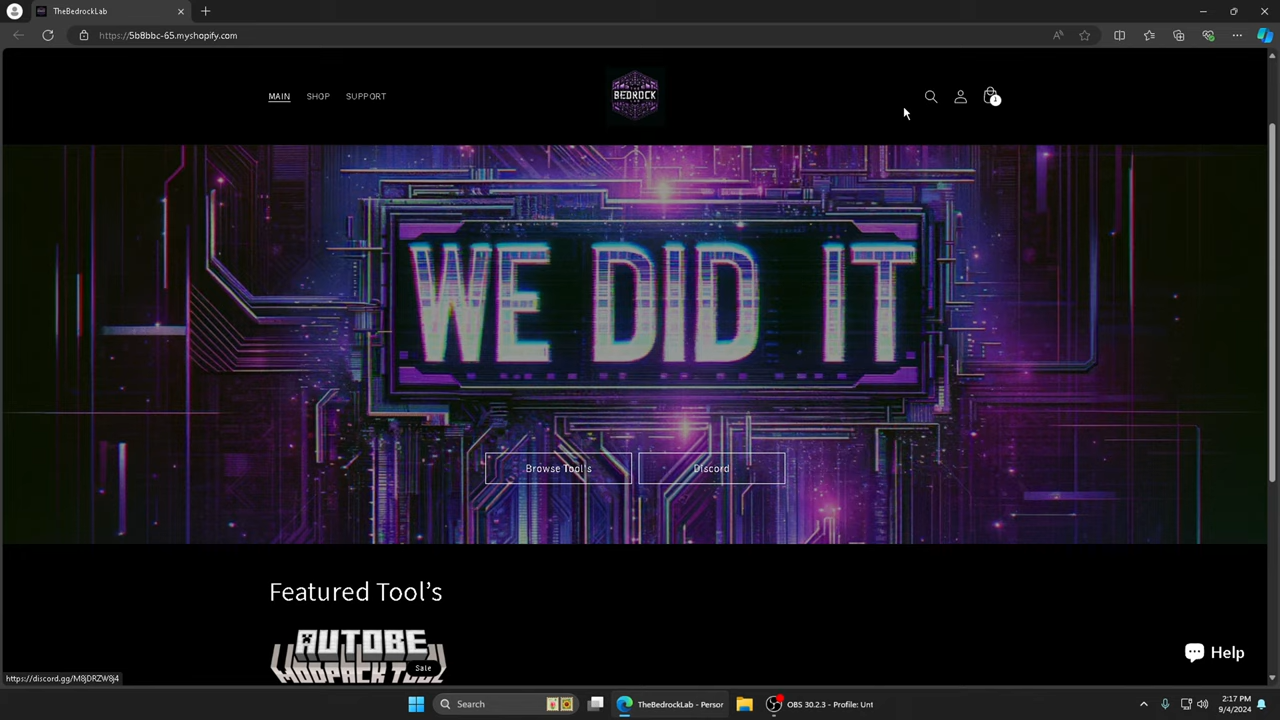 TheBedrockLab
https://5b8bbc-65.myshopify.com
MAIN SHOP SUPPORT
BEDROCK
1
WE DID IT
Browse Tool's Discord
Featured Tool's
AUTOBE
MODPACK TOOL
Sale
Help
https://discord.gg/M8jDRZW8j4
Search
TheBedrockLab - Person
OBS 30.2.3 - Profile: Unt
2:17 PM
9/4/2024